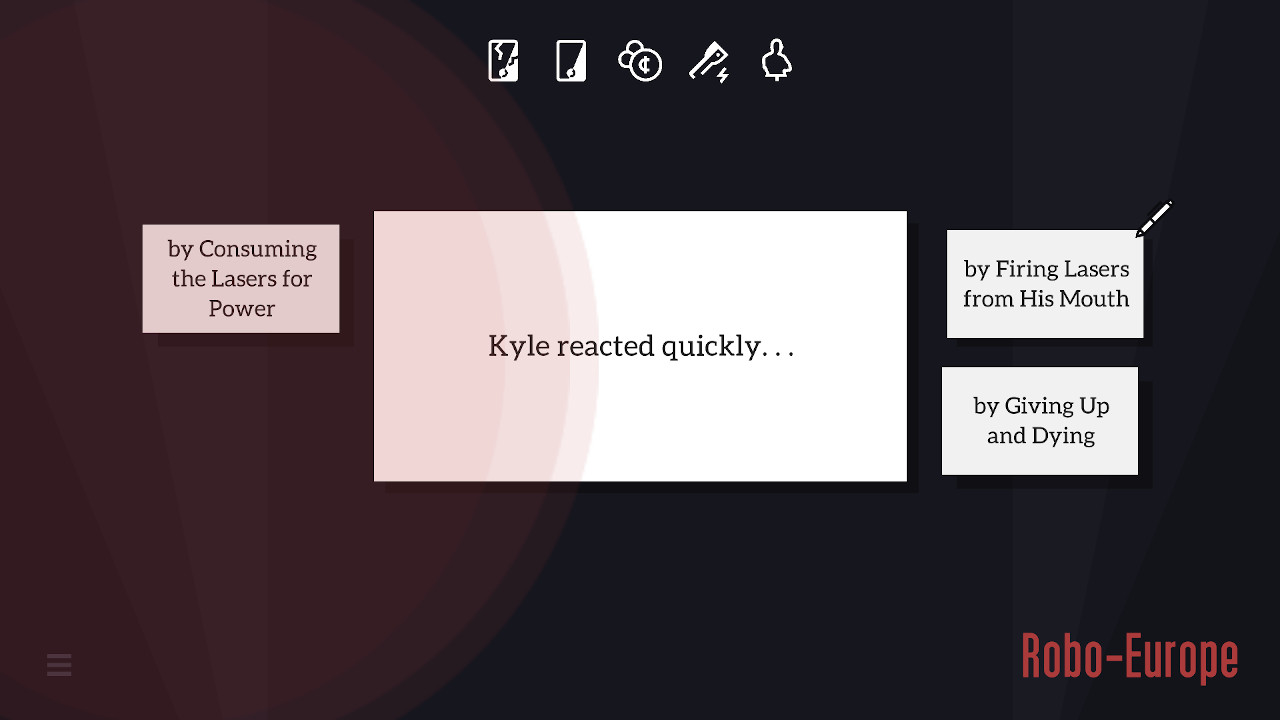 by Consuming
the Lasers for
Power
Kyle reacted quickly. . .
by Firing Lasers
from His Mouth
by Giving Up
and Dying
Robo-Europe